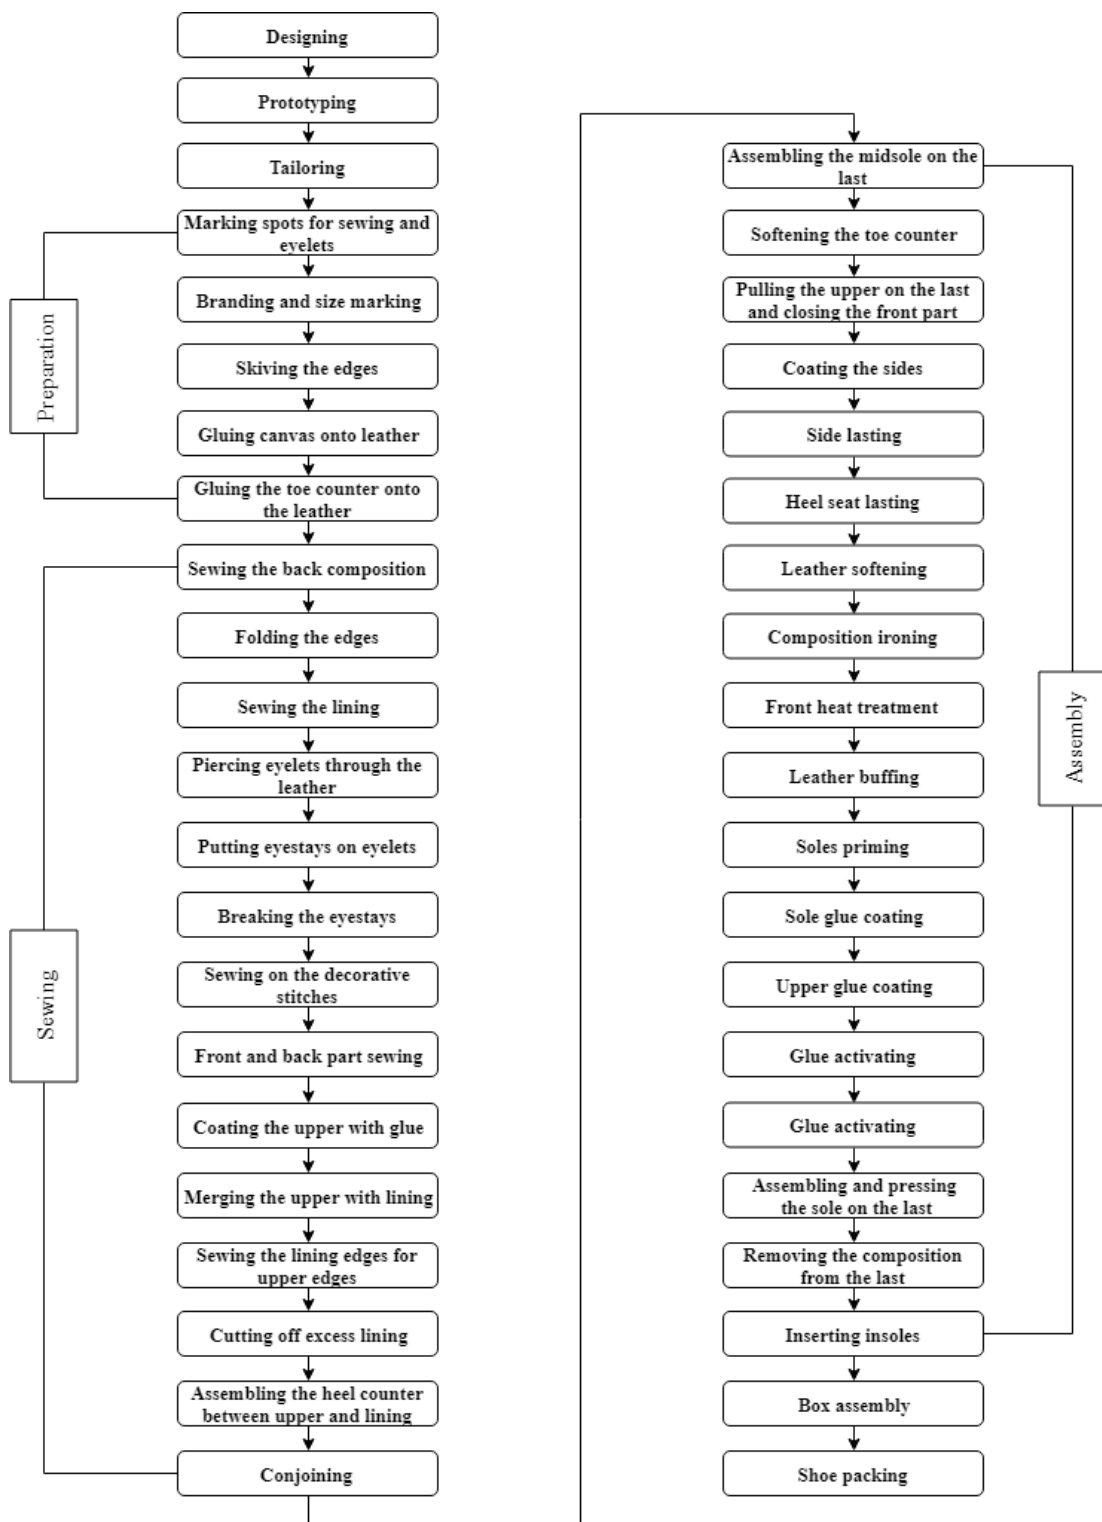 Designing
Prototyping
Tailoring
Marking spots for sewing and
eyelets
Branding and size marking
Skiving the edges
Gluing canvas onto leather
Gluing the toe counter onto
the leather
Preparation
Sewing the back composition
Folding the edges
Sewing the lining
Piercing eyelets through the
leather
Putting eyestays on eyelets
Breaking the eyestays
Sewing on the decorative
stitches
Front and back part sewing
Coating the upper with glue
Merging the upper with lining
Sewing the lining edges for
upper edges
Cutting off excess lining
Assembling the heel counter
between upper and lining
Conjoining
Sewing
Assembling the midsole on the
last
Softening the toe counter
Pulling the upper on the last
and closing the front part
Coating the sides
Side lasting
Heel seat lasting
Leather softening
Composition ironing
Front heat treatment
Leather buffing
Soles priming
Sole glue coating
Upper glue coating
Glue activating
Glue activating
Assembling and pressing
the sole on the last
Removing the composition
from the last
Inserting insoles
Assembly
Box assembly
Shoe packing